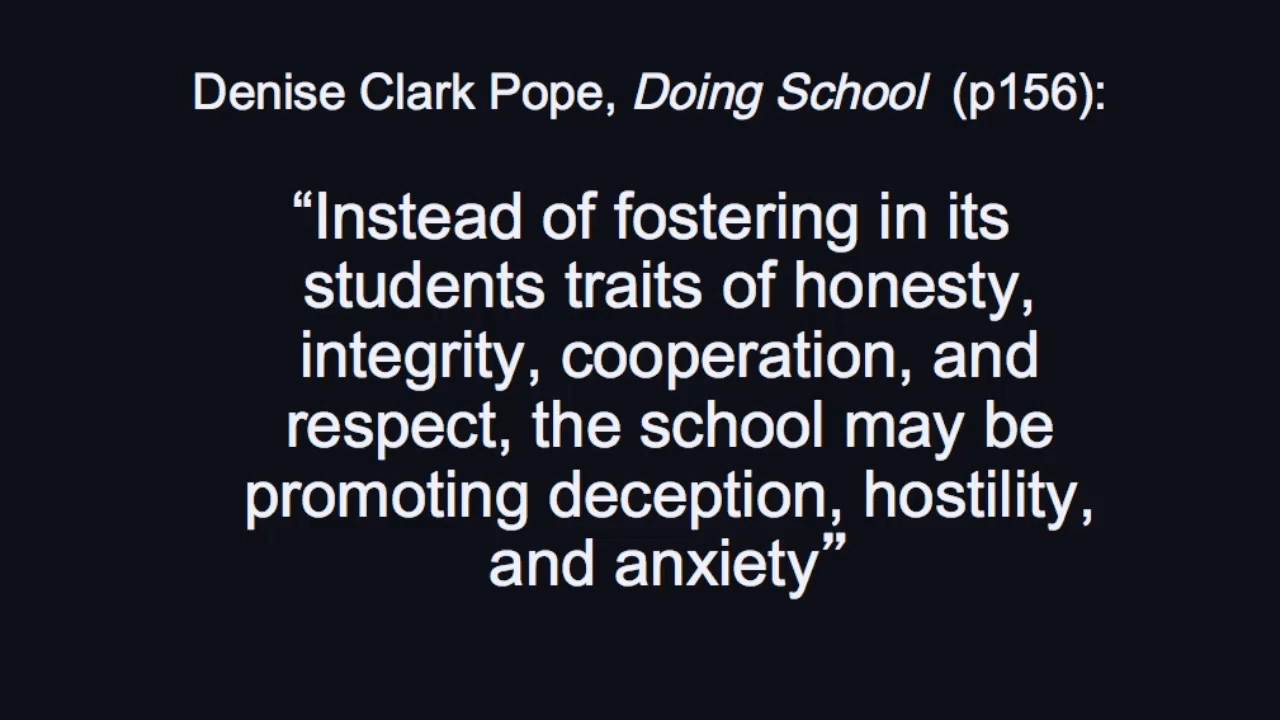 Denise Clark Pope, Doing School (p156):
“Instead of fostering in its
students traits of honesty,
integrity, cooperation, and
respect, the school may be
promoting deception, hostility,
and anxiety”